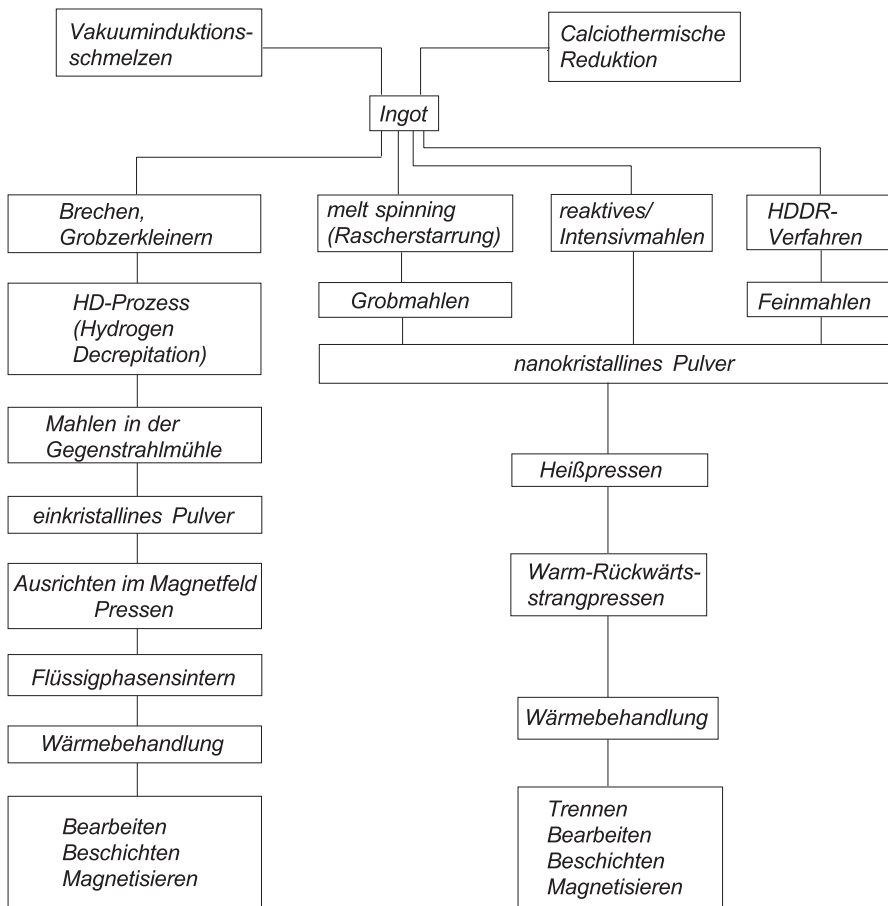 Vakuuminduktions-
schmelzen
Calciothermische
Reduktion
Ingot
Brechen,
Grobzerkleinern
melt spinning
(Rascherstarrung)
reaktives/
Intensivmahlen
HDDR-
Verfahren
HD-Prozess
(Hydrogen
Decrepitation)
Grobmahlen
Feinmahlen
nanokristallines Pulver
Mahlen in der
Gegenstrahlmühle
Heißpressen
einkristallines Pulver
Ausrichten im Magnetfeld
Pressen
Warm-Rückwärts-
strangpressen
Flüssigphasensintern
Wärmebehandlung
Wärmebehandlung
Bearbeiten
Beschichten
Magnetisieren
Trennen
Bearbeiten
Beschichten
Magnetisieren